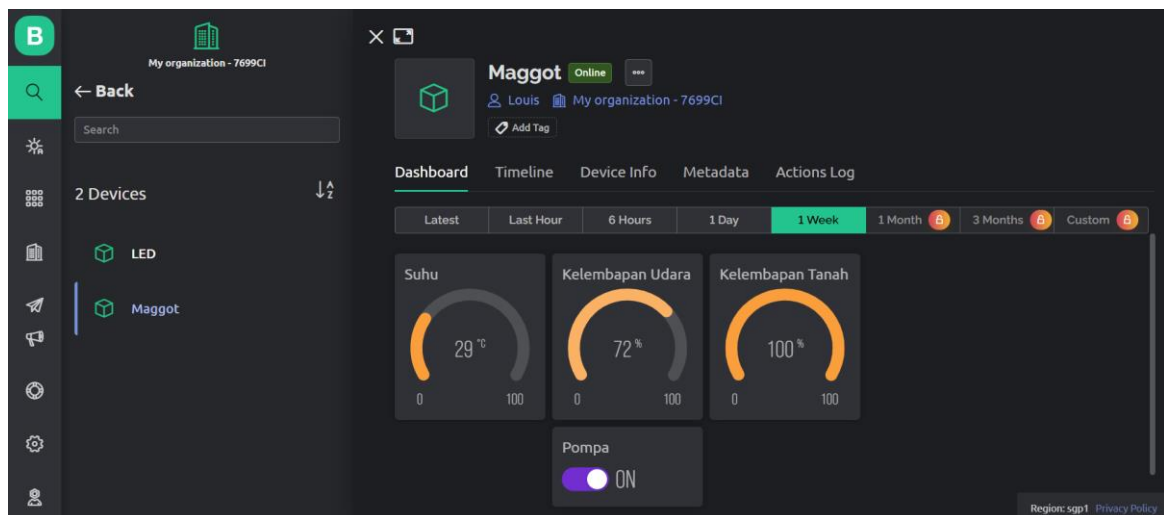 B
My organization - 7699CI
← Back
Search
2 Devices
LED
Maggot
Maggot Online
Louis My organization - 7699CI
Add Tag
Dashboard Timeline Device Info Metadata Actions Log
Latest Last Hour 6 Hours 1 Day 1 Week 1 Month 3 Months Custom
Suhu
29 °C
0 100
Kelembapan Udara
72 %
0 100
Kelembapan Tanah
100 %
0 100
Pompa
ON
Region: sgp1 Privacy Policy